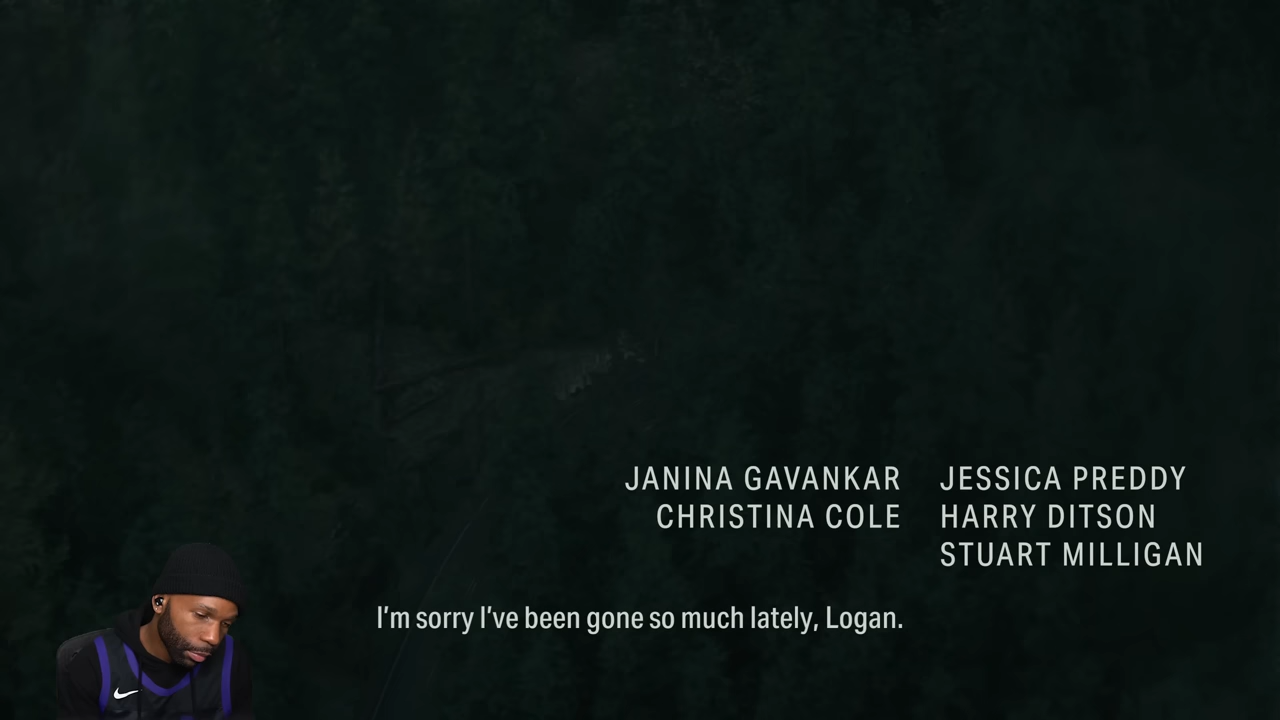 JANINA GAVANKAR JESSICA PREDDY
CHRISTINA COLE HARRY DITSON
STUART MILLIGAN
I'm sorry I've been gone so much lately, Logan.